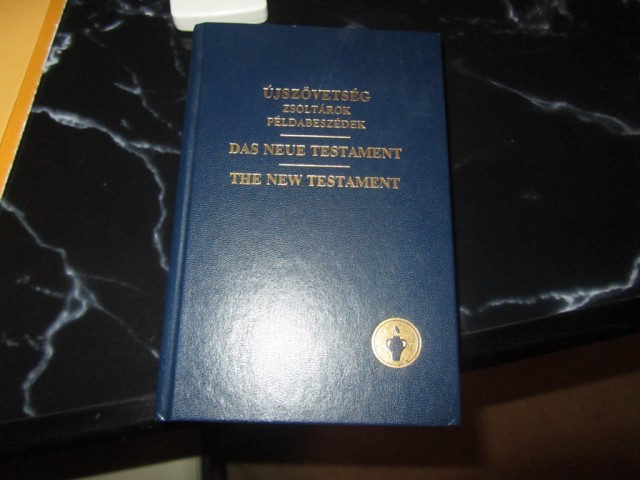 ÚJSZÖVETSÉG
ZSOLTÁROK
PÉLDABESZÉDEK
DAS NEUE TESTAMENT
THE NEW TESTAMENT